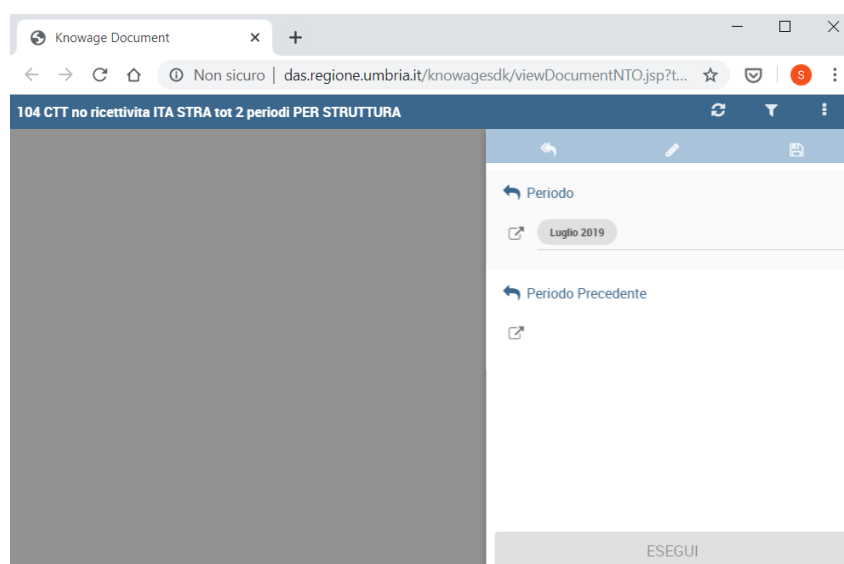 Knowage Document
Non sicuro | das.regione.umbria.it/knowagesdk/viewDocumentNTO.jsp?t...
S
104 CTT no ricettivita ITA STRA tot 2 periodi PER STRUTTURA
Periodo
Luglio 2019
Periodo Precedente
ESEGUI